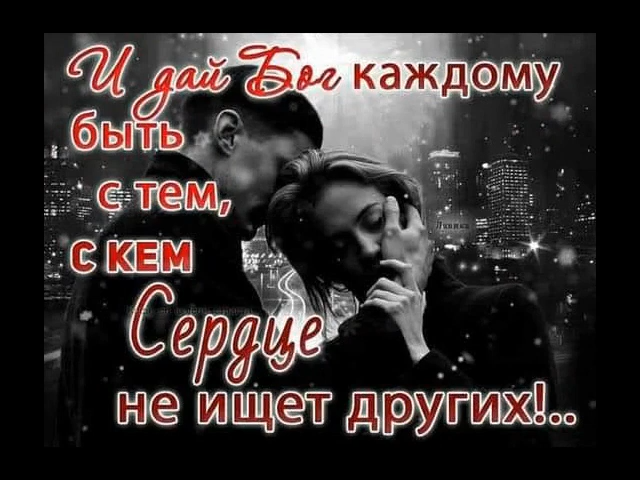 И дай Бог каждому
быть
с тем,
с кем
Сердце
не ищет других!..